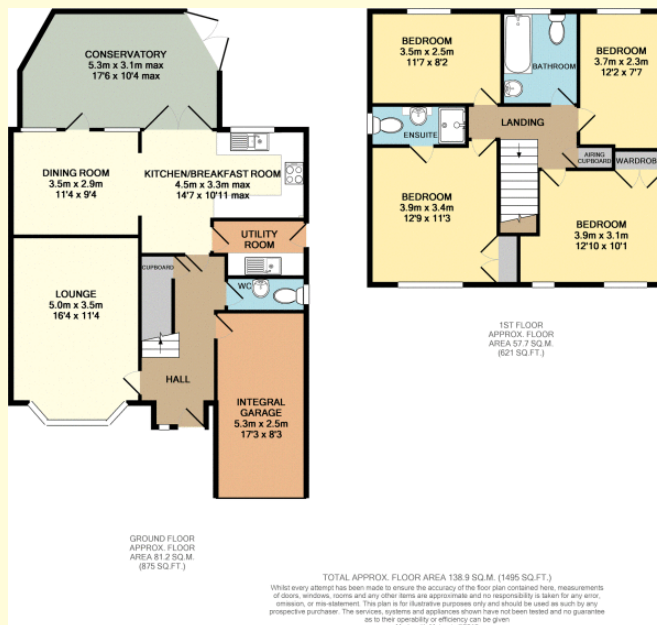 CONSERVATORY
5.3m x 3.1m max
17'6 x 10'4 max
DINING ROOM
3.5m x 2.9m
11'4 x 9'4
KITCHEN/BREAKFAST ROOM
4.5m x 3.3m max
14'7 x 10'11 max
UTILITY
ROOM
LOUNGE
5.0m x 3.5m
16'4 x 11'4
CUPBOARD
WC
HALL
INTEGRAL
GARAGE
5.3m x 2.5m
17'3 x 8'3
GROUND FLOOR
APPROX. FLOOR
AREA 81.2 SQ.M.
(875 SQ.FT.)
BEDROOM
3.5m x 2.5m
11'7 x 8'2
BATHROOM
BEDROOM
3.7m x 2.3m
12'2 x 7'7
ENSUITE
LANDING
AIRING
CUPBOARD
WARDROBE
BEDROOM
3.9m x 3.4m
12'9 x 11'3
BEDROOM
3.9m x 3.1m
12'10 x 10'1
1ST FLOOR
APPROX. FLOOR
AREA 57.7 SQ.M.
(621 SQ.FT.)
TOTAL APPROX. FLOOR AREA 138.9 SQ.M. (1495 SQ.FT.)
Whilst every attempt has been made to ensure the accuracy of the floor plan contained here, measurements
of doors, windows, rooms and any other items are approximate and no responsibility is taken for any error,
omission, or mis-statement. This plan is for illustrative purposes only and should be used as such by any
prospective purchaser. The services, systems and appliances shown have not been tested and no guarantee
as to their operability or efficiency can be given